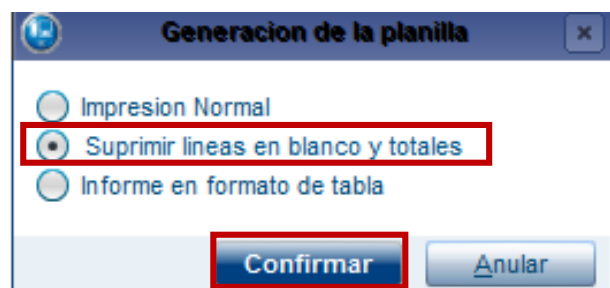 Generacion de la planilla
Impresion Normal
Suprimir lineas en blanco y totales
Informe en formato de tabla
Confirmar Anular